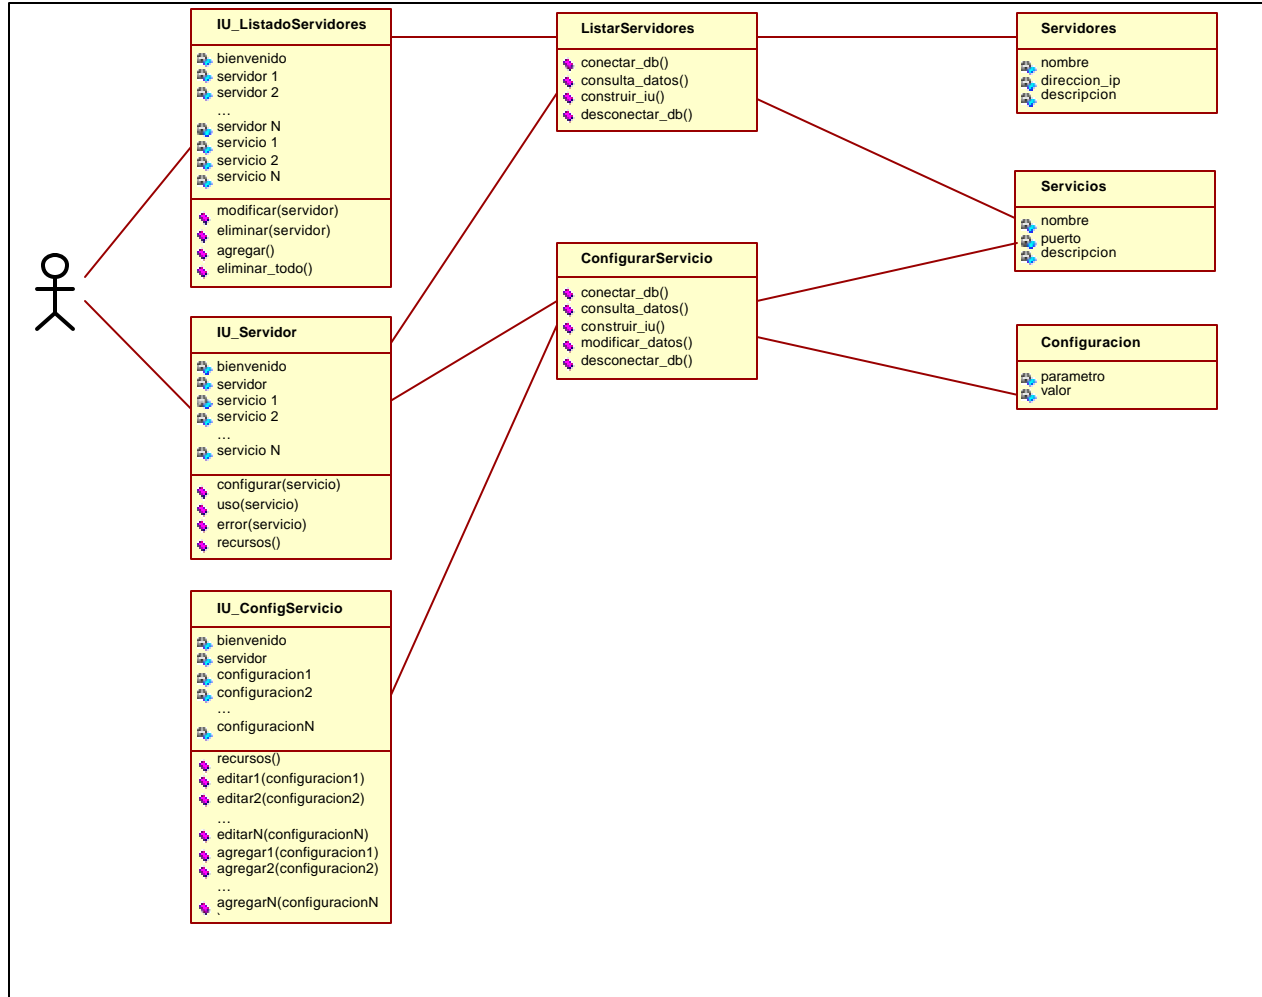 IU_ListadoServidores
bienvenido
servidor 1
servidor 2
...
servidor N
servicio 1
servicio 2
servicio N
modificar(servidor)
eliminar(servidor)
agregar()
eliminar_todo()
IU_Servidor
bienvenido
servidor
servicio 1
servicio 2
...
servicio N
configurar(servicio)
uso(servicio)
error(servicio)
recursos()
IU_ConfigServicio
bienvenido
servidor
configuracion1
configuracion2
...
configuracionN
recursos()
editar1(configuracion1)
editar2(configuracion2)
...
editarN(configuracionN)
agregar1(configuracion1)
agregar2(configuracion2)
...
agregarN(configuracionN
)
ListarServidores
conectar_db()
consulta_datos()
construir_iu()
desconectar_db()
ConfigurarServicio
conectar_db()
consulta_datos()
construir_iu()
modificar_datos()
desconectar_db()
Servidores
nombre
direccion_ip
descripcion
Servicios
nombre
puerto
descripcion
Configuracion
parametro
valor